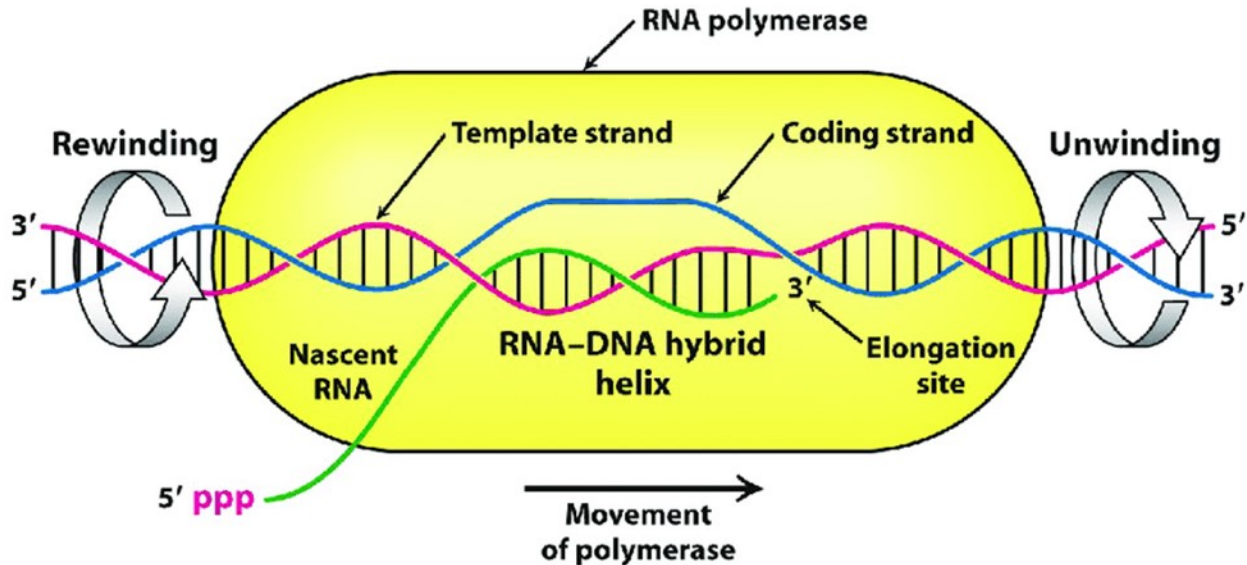 RNA polymerase
Rewinding
Template strand
Coding strand
Unwinding
3′
5′
5′
3′
3′
Nascent
RNA
RNA–DNA hybrid
helix
Elongation
site
5′ ppp
Movement
of polymerase